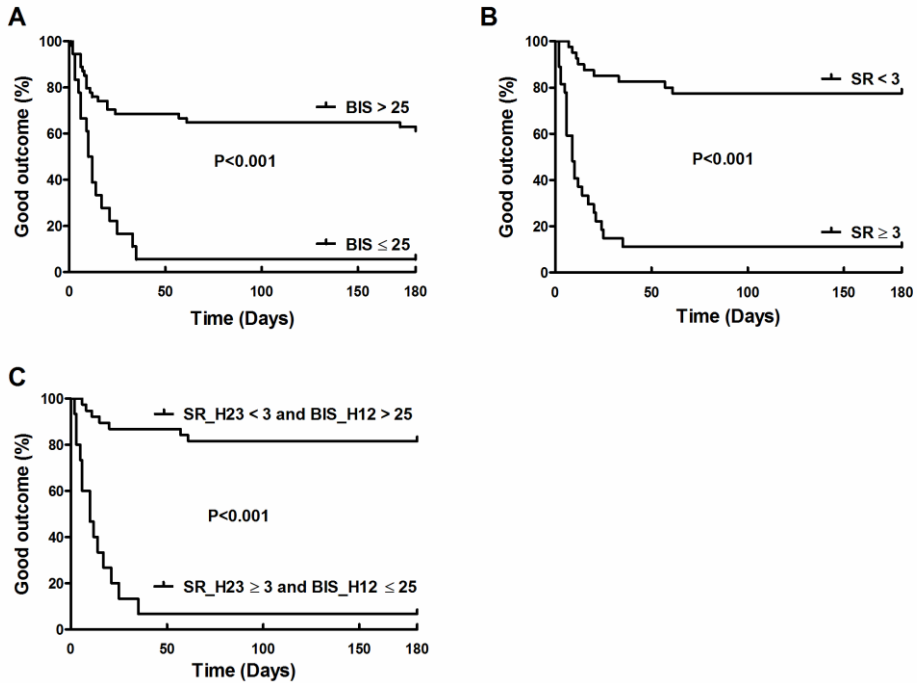 A
Good outcome (%)
100
80
60
40
20
0
BIS > 25
P<0.001
BIS ≤ 25
0 50 100 150 180
Time (Days)
B
Good outcome (%)
100
80
60
40
20
0
SR < 3
P<0.001
SR ≥ 3
0 50 100 150 180
Time (Days)
C
Good outcome (%)
100
80
60
40
20
0
SR_H23 < 3 and BIS_H12 > 25
P<0.001
SR_H23 ≥ 3 and BIS_H12 ≤ 25
0 50 100 150 180
Time (Days)